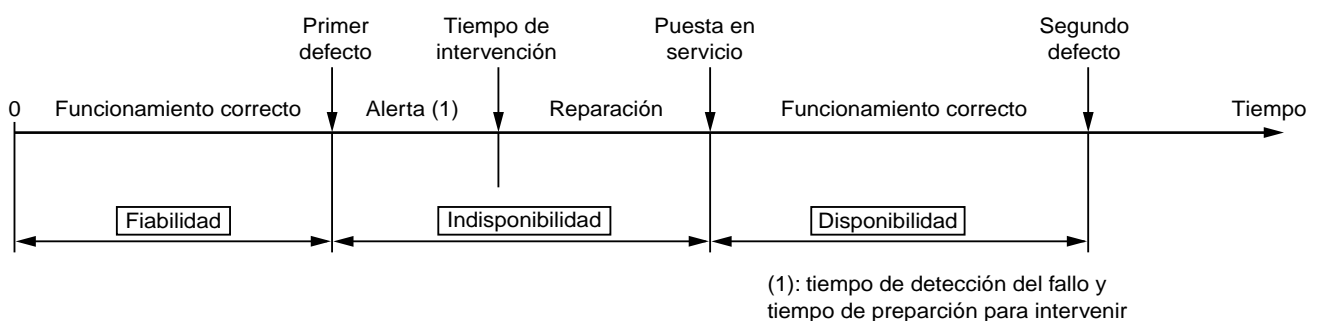 Primer
defecto
Tiempo de
intervención
Puesta en
servicio
Segundo
defecto
0 Funcionamiento correcto Alerta (1) Reparación Funcionamiento correcto Tiempo
Fiabilidad Indisponibilidad Disponibilidad
(1): tiempo de detección del fallo y
tiempo de preparción para intervenir